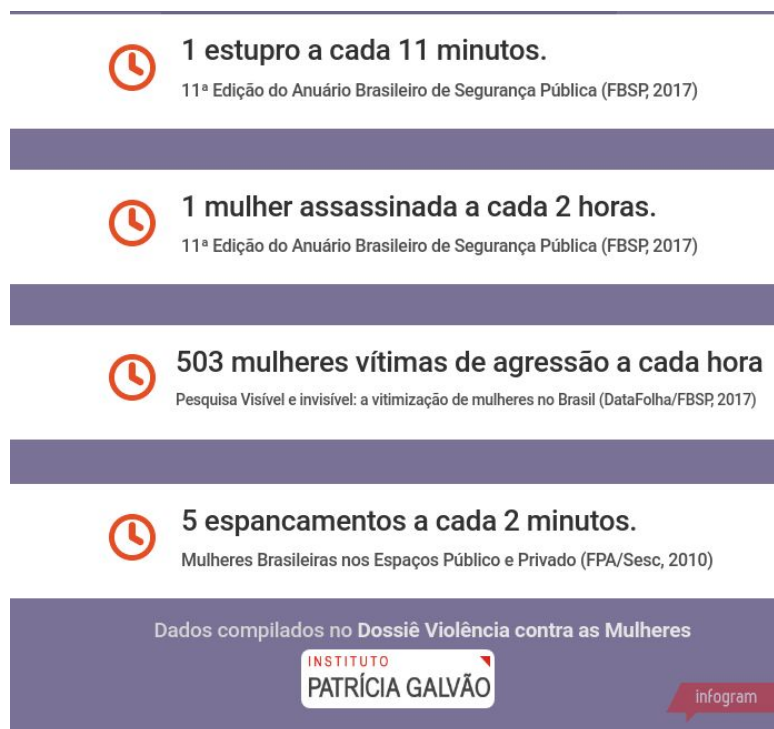 1 estupro a cada 11 minutos.
11ª Edição do Anuário Brasileiro de Segurança Pública (FBSP, 2017)
1 mulher assassinada a cada 2 horas.
11ª Edição do Anuário Brasileiro de Segurança Pública (FBSP, 2017)
503 mulheres vítimas de agressão a cada hora
Pesquisa Visível e invisível: a vitimização de mulheres no Brasil (DataFolha/FBSP, 2017)
5 espancamentos a cada 2 minutos.
Mulheres Brasileiras nos Espaços Público e Privado (FPA/Sesc, 2010)
Dados compilados no Dossiê Violência contra as Mulheres
INSTITUTO
PATRÍCIA GALVÃO
infogram